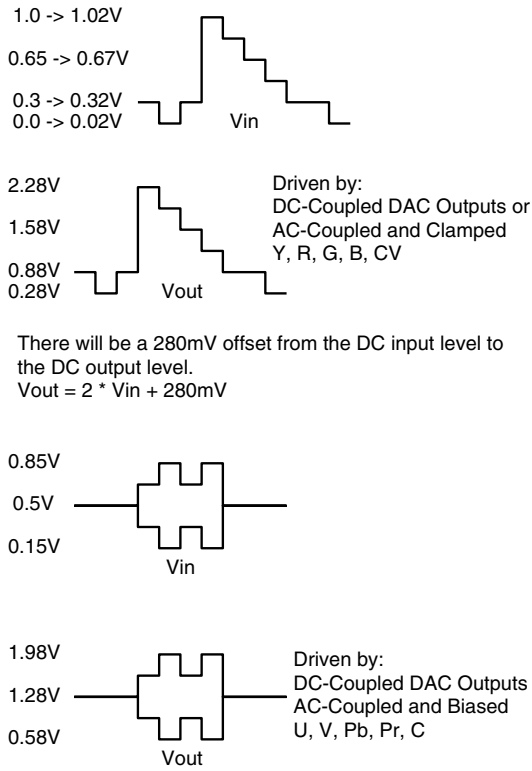 1.0 -> 1.02V
0.65 -> 0.67V
0.3 -> 0.32V
0.0 -> 0.02V
Vin
2.28V
1.58V
0.88V
0.28V
Vout
Driven by:
DC-Coupled DAC Outputs or
AC-Coupled and Clamped
Y, R, G, B, CV
There will be a 280mV offset from the DC input level to
the DC output level.
Vout = 2 * Vin + 280mV
0.85V
0.5V
0.15V
Vin
1.98V
1.28V
0.58V
Vout
Driven by:
DC-Coupled DAC Outputs
AC-Coupled and Biased
U, V, Pb, Pr, C